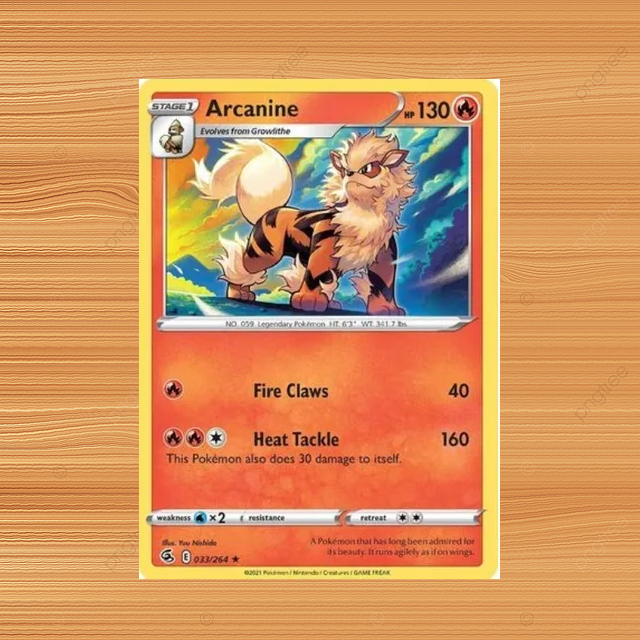 STAGE 1 Arcanine HP 130
Evolves from Growlithe
NO. 059 Legendary Pokémon HT: 6'3" WT: 341.7 lbs.
Fire Claws 40
Heat Tackle 160
This Pokémon also does 30 damage to itself.
weakness ×2 resistance retreat
Illus. You Nishida
A Pokémon that has long been admired for
its beauty. It runs agilely as if on wings.
E 033/264 ★
©2021 Pokémon / Nintendo / Creatures / GAME FREAK
pngtree